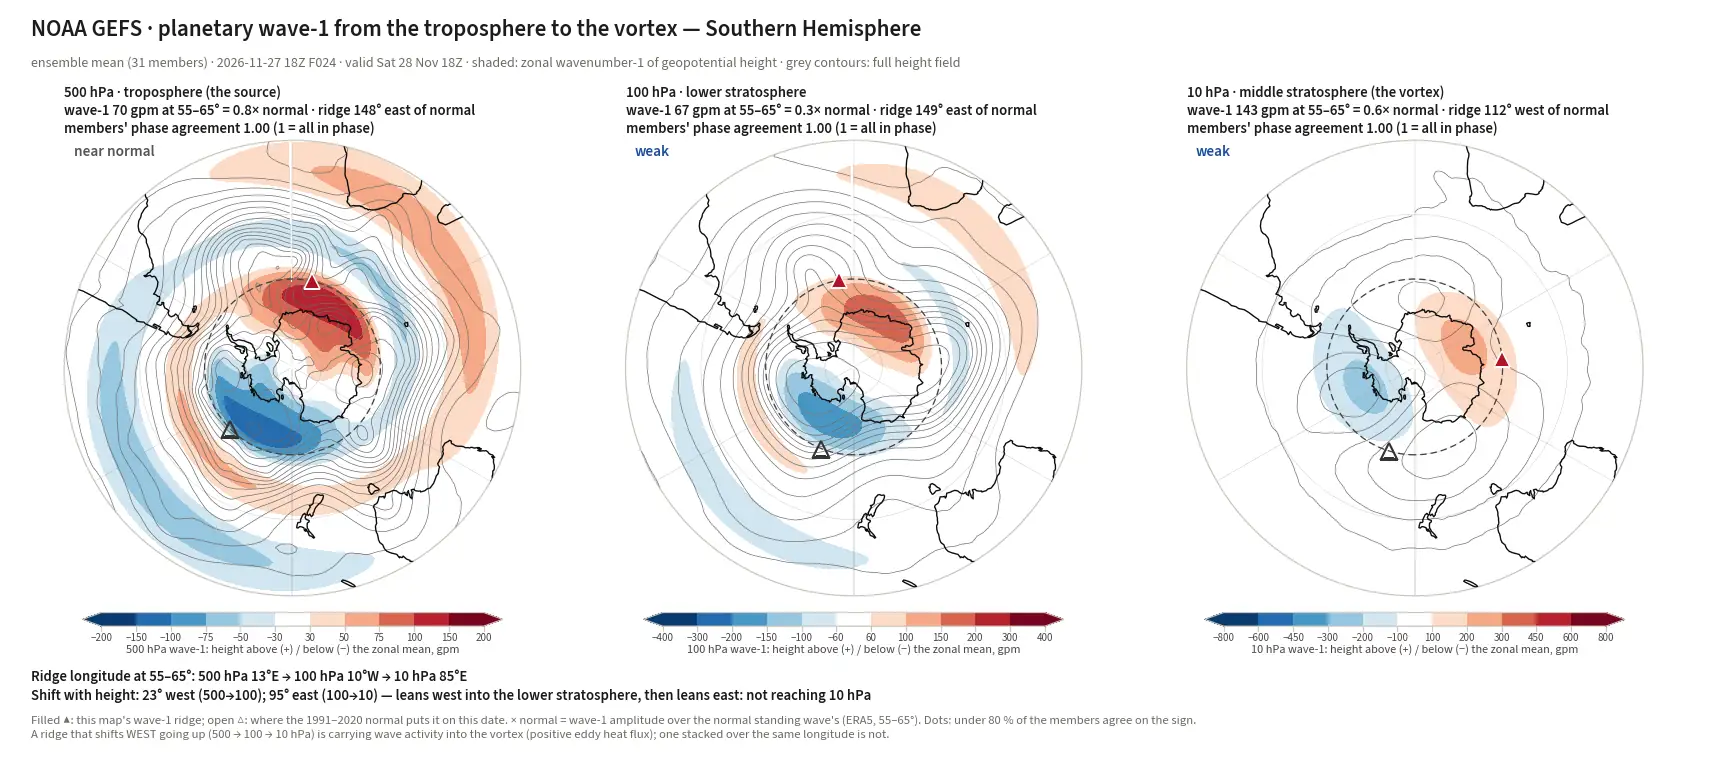 NOAA GEFS · planetary wave-1 from the troposphere to the vortex — Southern Hemisphere
ensemble mean (31 members) · 2026-11-27 18Z F024 · valid Sat 28 Nov 18Z · shaded: zonal wavenumber-1 of geopotential height · grey contours: full height field
500 hPa · troposphere (the source)
wave-1 70 gpm at 55–65° = 0.8× normal · ridge 148° east of normal
members' phase agreement 1.00 (1 = all in phase)
near normal
100 hPa · lower stratosphere
wave-1 67 gpm at 55–65° = 0.3× normal · ridge 149° east of normal
members' phase agreement 1.00 (1 = all in phase)
weak
10 hPa · middle stratosphere (the vortex)
wave-1 143 gpm at 55–65° = 0.6× normal · ridge 112° west of normal
members' phase agreement 1.00 (1 = all in phase)
weak
−200 −150 −100 −75 −50 −30 30 50 75 100 150 200
500 hPa wave-1: height above (+) / below (−) the zonal mean, gpm
−400 −300 −200 −150 −100 −60 60 100 150 200 300 400
100 hPa wave-1: height above (+) / below (−) the zonal mean, gpm
−800 −600 −450 −300 −200 −100 100 200 300 450 600 800
10 hPa wave-1: height above (+) / below (−) the zonal mean, gpm
Ridge longitude at 55–65°: 500 hPa 13°E → 100 hPa 10°W → 10 hPa 85°E
Shift with height: 23° west (500→100); 95° east (100→10) — leans west into the lower stratosphere, then leans east: not reaching 10 hPa
Filled ▲: this map's wave-1 ridge; open △: where the 1991–2020 normal puts it on this date. × normal = wave-1 amplitude over the normal standing wave's (ERA5, 55–65°). Dots: under 80 % of the members agree on the sign.
A ridge that shifts WEST going up (500 → 100 → 10 hPa) is carrying wave activity into the vortex (positive eddy heat flux); one stacked over the same longitude is not.